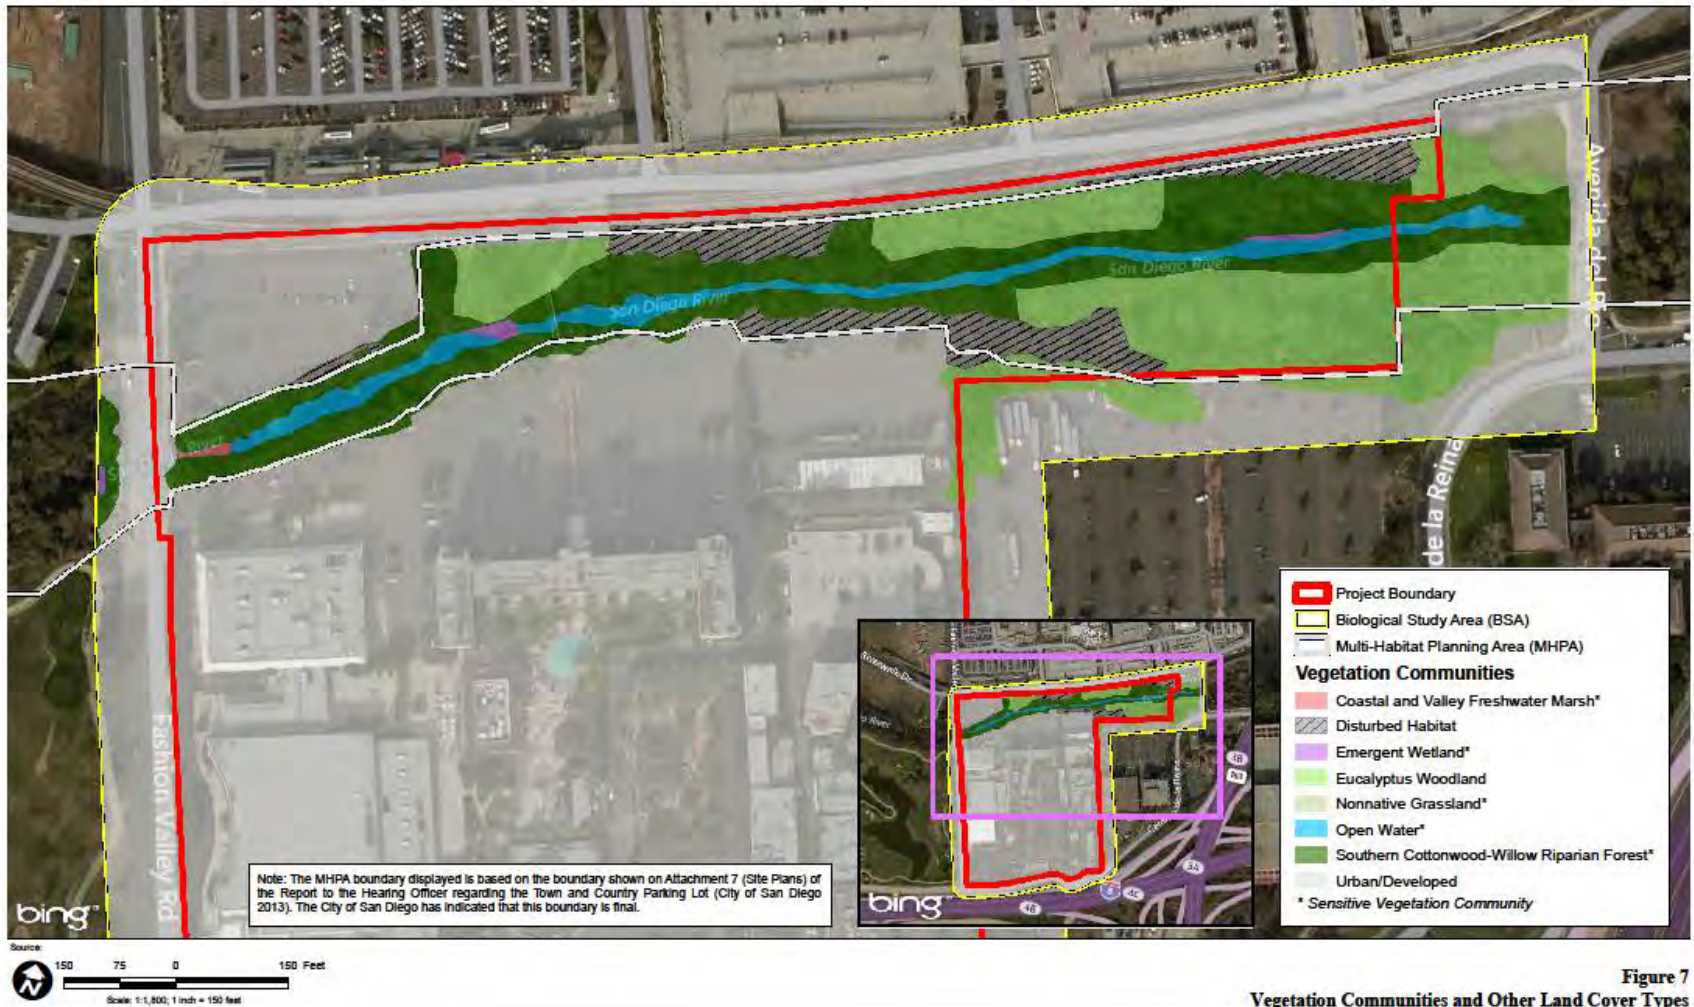 Avenida del R
San Diego River
San Diego River
River
de la Reina
Fashion Valley Rd
Project Boundary
Biological Study Area (BSA)
Multi-Habitat Planning Area (MHPA)
Vegetation Communities
Coastal and Valley Freshwater Marsh*
Disturbed Habitat
Emergent Wetland*
Eucalyptus Woodland
Nonnative Grassland*
Open Water*
Southern Cottonwood-Willow Riparian Forest*
Urban/Developed
* Sensitive Vegetation Community
Note: The MHPA boundary displayed is based on the boundary shown on Attachment 7 (Site Plans) of
the Report to the Hearing Officer regarding the Town and Country Parking Lot (City of San Diego
2013). The City of San Diego has indicated that this boundary is final.
bing
bing
River
Source:
150 75 0 150 Feet
N
Scale: 1:1,800; 1 inch = 150 feet
Figure 7
Vegetation Communities and Other Land Cover Types